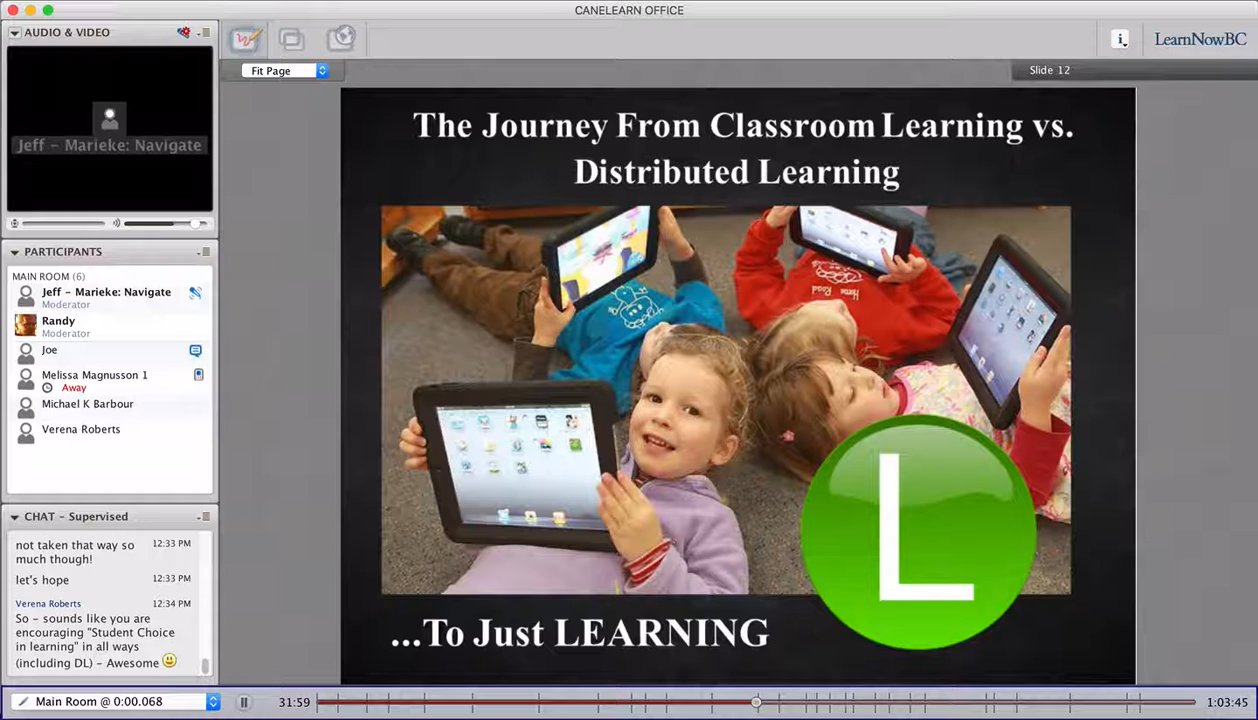 CANELEARN OFFICE
AUDIO & VIDEO
Jeff - Marieke: Navigate
PARTICIPANTS
MAIN ROOM (6)
Jeff - Marieke: Navigate
Moderator
Randy
Moderator
Joe
Melissa Magnusson 1
Away
Michael K Barbour
Verena Roberts
CHAT - Supervised
not taken that way so 12:33 PM
much though!
let's hope 12:33 PM
Verena Roberts 12:34 PM
So - sounds like you are
encouraging "Student Choice
in learning" in all ways
(including DL) - Awesome
Fit Page
i
LearnNowBC
Slide 12
The Journey From Classroom Learning vs.
Distributed Learning
L
...To Just LEARNING
Main Room @ 0:00.068
31:59
1:03:45